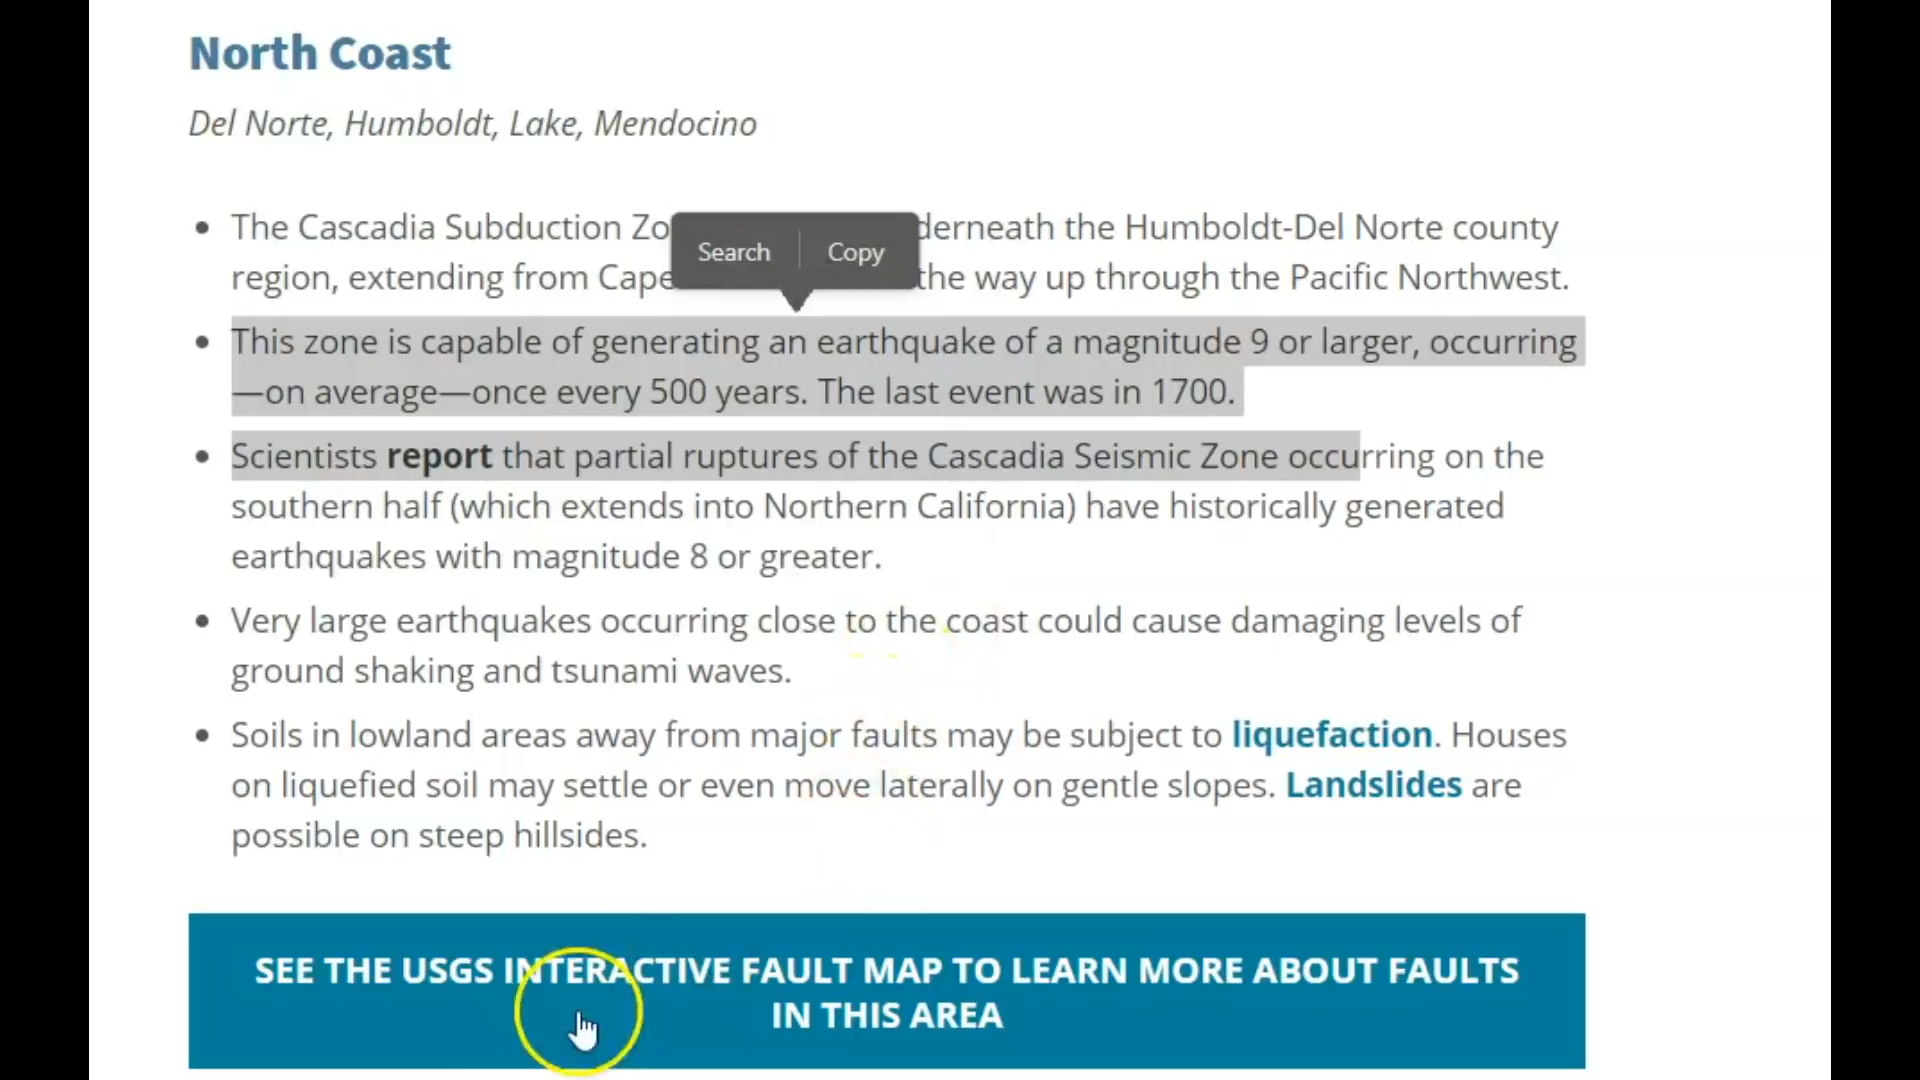 North Coast
Del Norte, Humboldt, Lake, Mendocino
• The Cascadia Subduction Zo derneath the Humboldt-Del Norte county
Search Copy
region, extending from Cape the way up through the Pacific Northwest.
• This zone is capable of generating an earthquake of a magnitude 9 or larger, occurring
—on average—once every 500 years. The last event was in 1700.
• Scientists report that partial ruptures of the Cascadia Seismic Zone occurring on the
southern half (which extends into Northern California) have historically generated
earthquakes with magnitude 8 or greater.
• Very large earthquakes occurring close to the coast could cause damaging levels of
ground shaking and tsunami waves.
• Soils in lowland areas away from major faults may be subject to liquefaction. Houses
on liquefied soil may settle or even move laterally on gentle slopes. Landslides are
possible on steep hillsides.
SEE THE USGS INTERACTIVE FAULT MAP TO LEARN MORE ABOUT FAULTS
IN THIS AREA